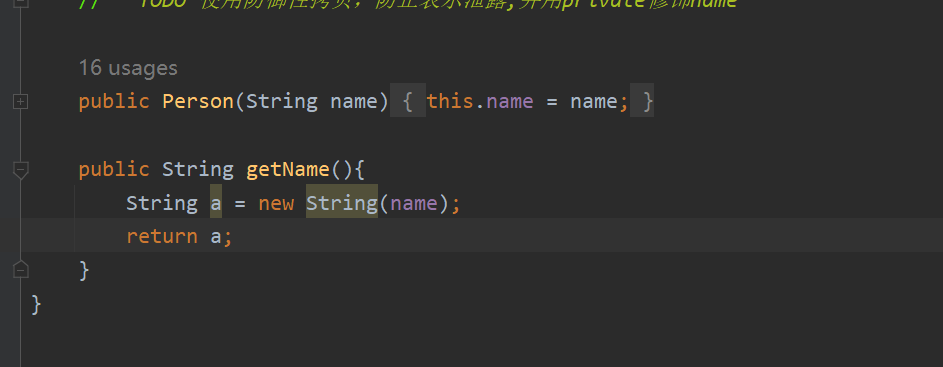 // TODO 使用防御性拷贝，防止表示泄露,并用private修饰name
16 usages
public Person(String name) { this.name = name; }
public String getName(){
String a = new String(name);
return a;
}
}